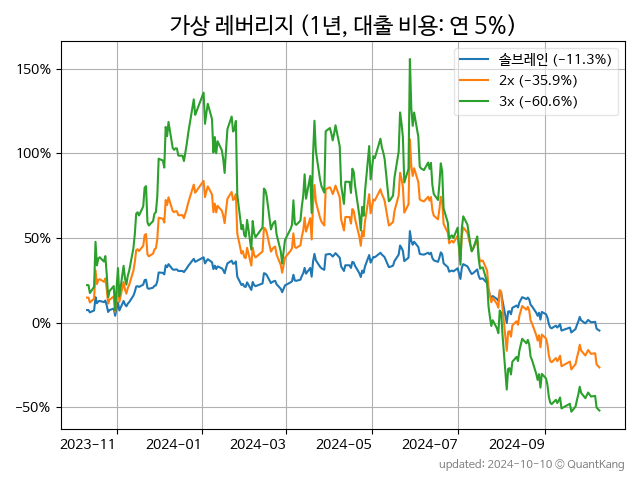 가상 레버리지 (1년, 대출 비용: 연 5%)
솔브레인 (-11.3%)
2x (-35.9%)
3x (-60.6%)
150%
100%
50%
0%
-50%
2023-11
2024-01
2024-03
2024-05
2024-07
2024-09
updated: 2024-10-10 © QuantKang